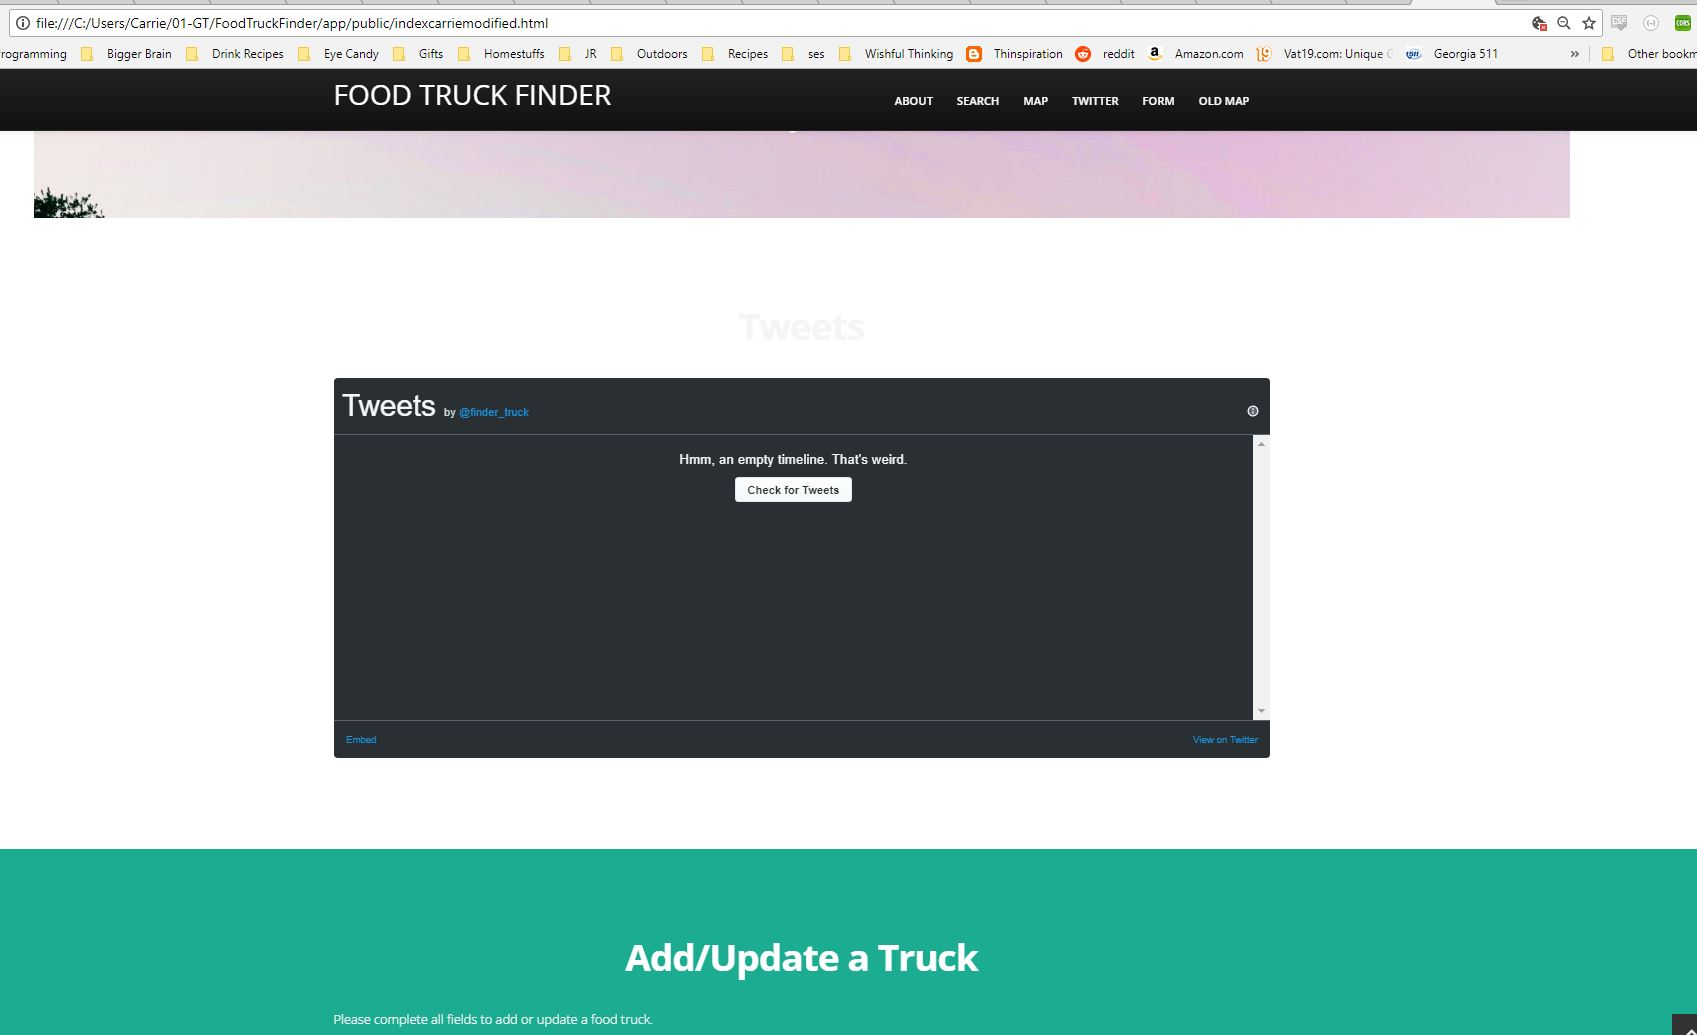 file:///C:/Users/Carrie/01-GT/FoodTruckFinder/app/public/indexcarriemodified.html
rogramming Bigger Brain Drink Recipes Eye Candy Gifts Homestuffs JR Outdoors Recipes ses Wishful Thinking Thinspiration reddit Amazon.com Vat19.com: Unique G Georgia 511 » Other bookm
FOOD TRUCK FINDER ABOUT SEARCH MAP TWITTER FORM OLD MAP
Tweets
Tweets by @finder_truck
Hmm, an empty timeline. That's weird.
Check for Tweets
Embed View on Twitter
Add/Update a Truck
Please complete all fields to add or update a food truck.